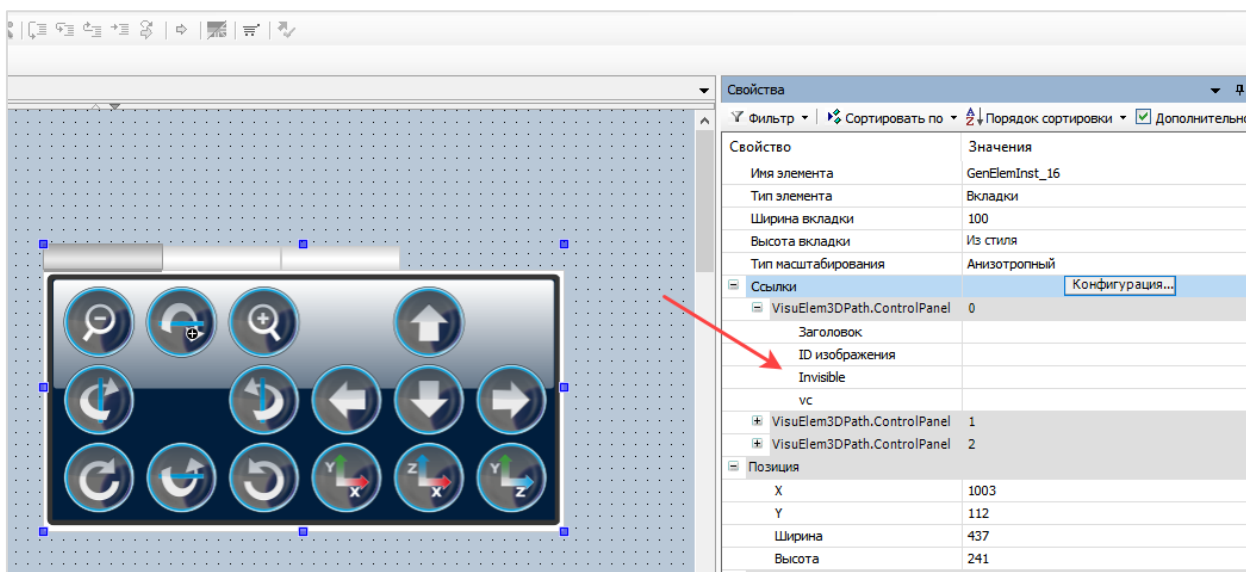 Свойства
Фильтр Сортировать по Порядок сортировки Дополнительно
Свойство Значения
Имя элемента GenElemInst_16
Тип элемента Вкладки
Ширина вкладки 100
Высота вкладки Из стиля
Тип масштабирования Анизотропный
Ссылки Конфигурация...
VisuElem3DPath.ControlPanel 0
Заголовок
ID изображения
Invisible
vc
VisuElem3DPath.ControlPanel 1
VisuElem3DPath.ControlPanel 2
Позиция
X 1003
Y 112
Ширина 437
Высота 241
Y X Z X Y Z